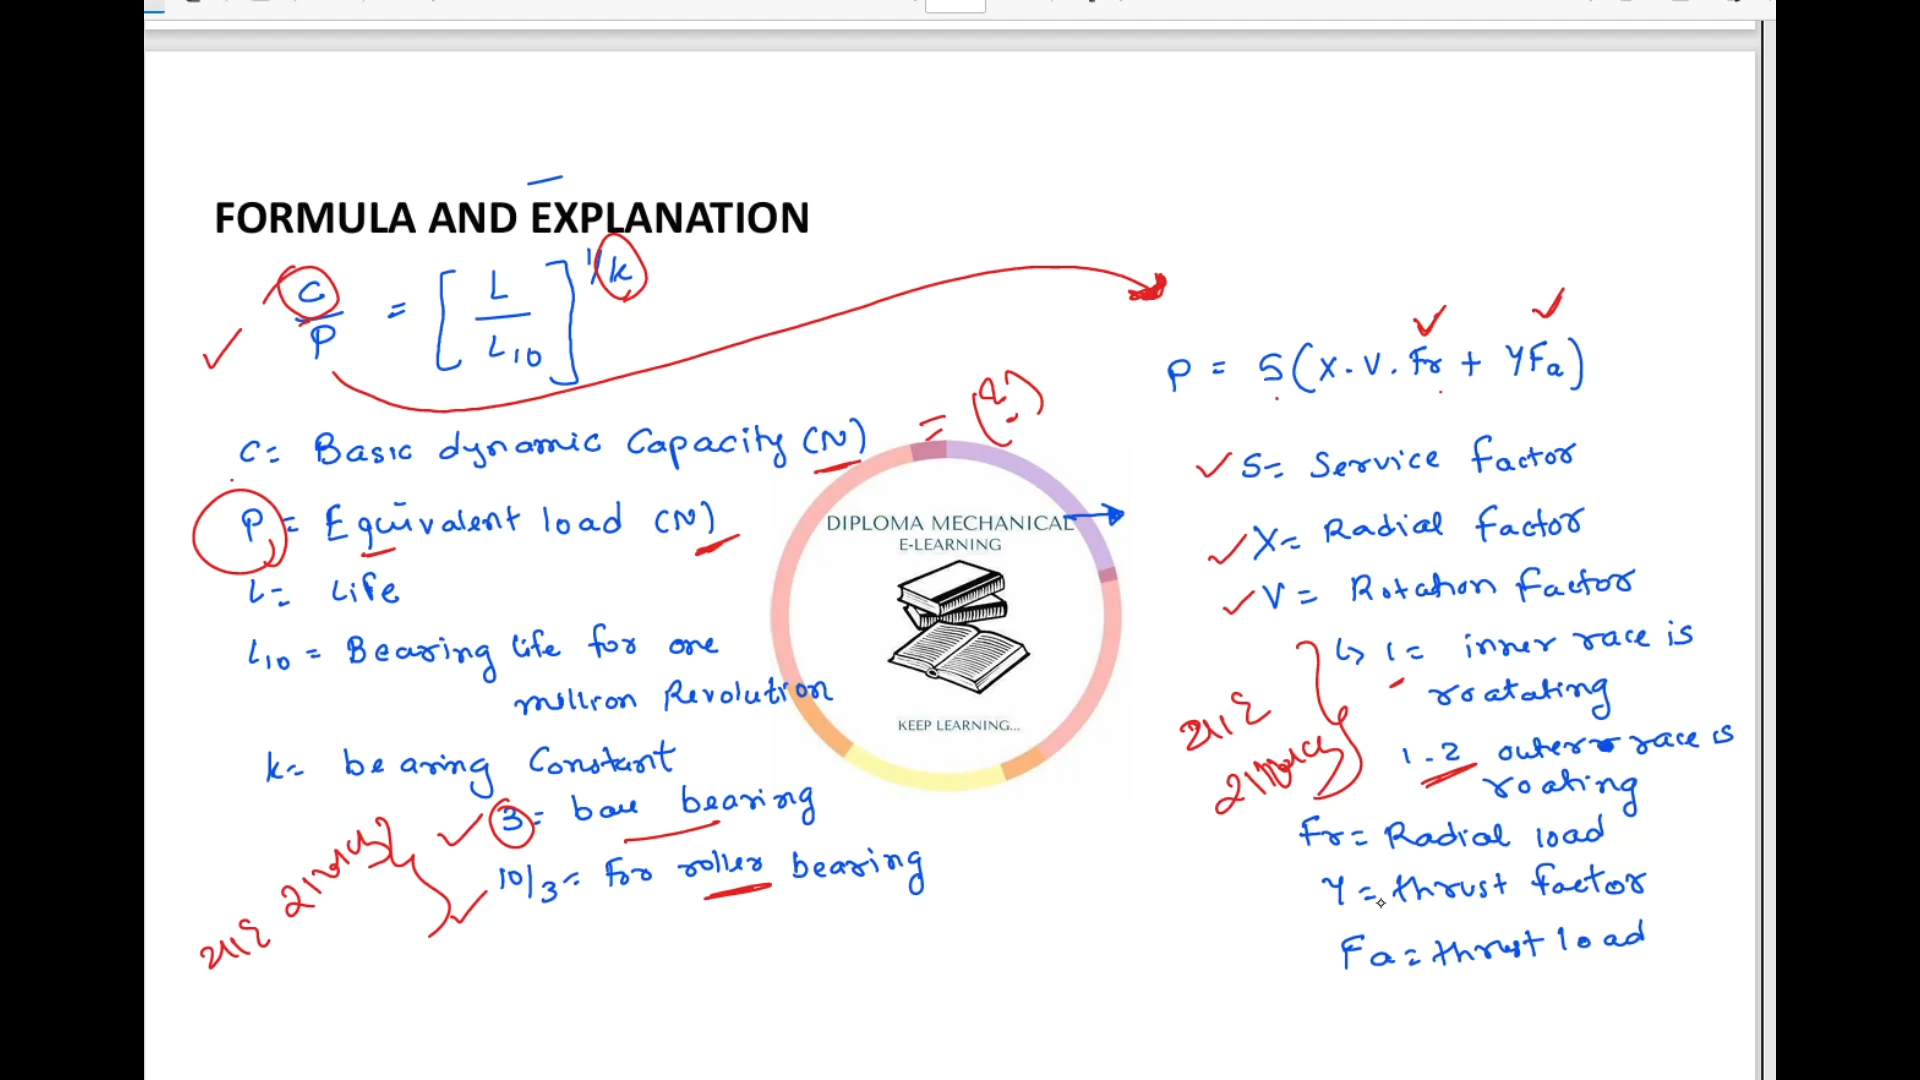 FORMULA AND EXPLANATION
C/P = [L/L10]^1/k
C= Basic dynamic Capacity (N) = (?)
P= Equivalent load (N)
L= Life
L10 = Bearing life for one
million Revolution
k= bearing Constant
3= ball bearing
10/3= For roller bearing
યાદ રાખવું
DIPLOMA MECHANICAL
E-LEARNING
KEEP LEARNING...
P = S(X.V.Fr + YFa)
S= Service factor
X= Radial factor
V= Rotation factor
↳ 1= inner race is
roatating
1.2 outer race is
roating
યાદ રાખવું
Fr= Radial load
Y= thrust factor
Fa= thrust load